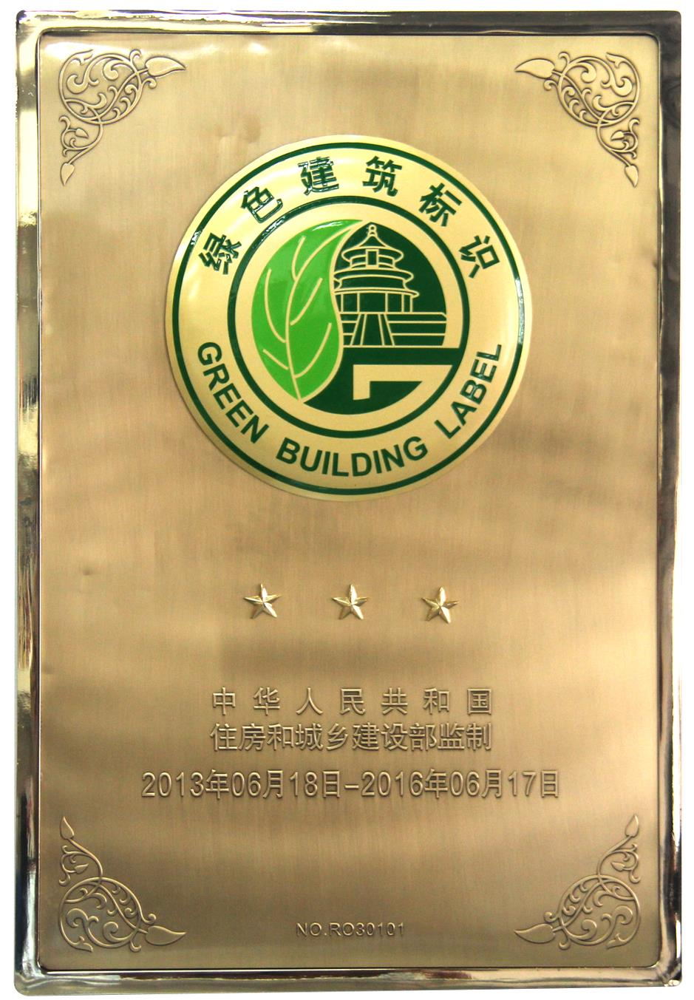 绿色建筑标识
GREEN BUILDING LABEL
中华人民共和国
住房和城乡建设部监制
2013年06月18日-2016年06月17日
NO.RO30101